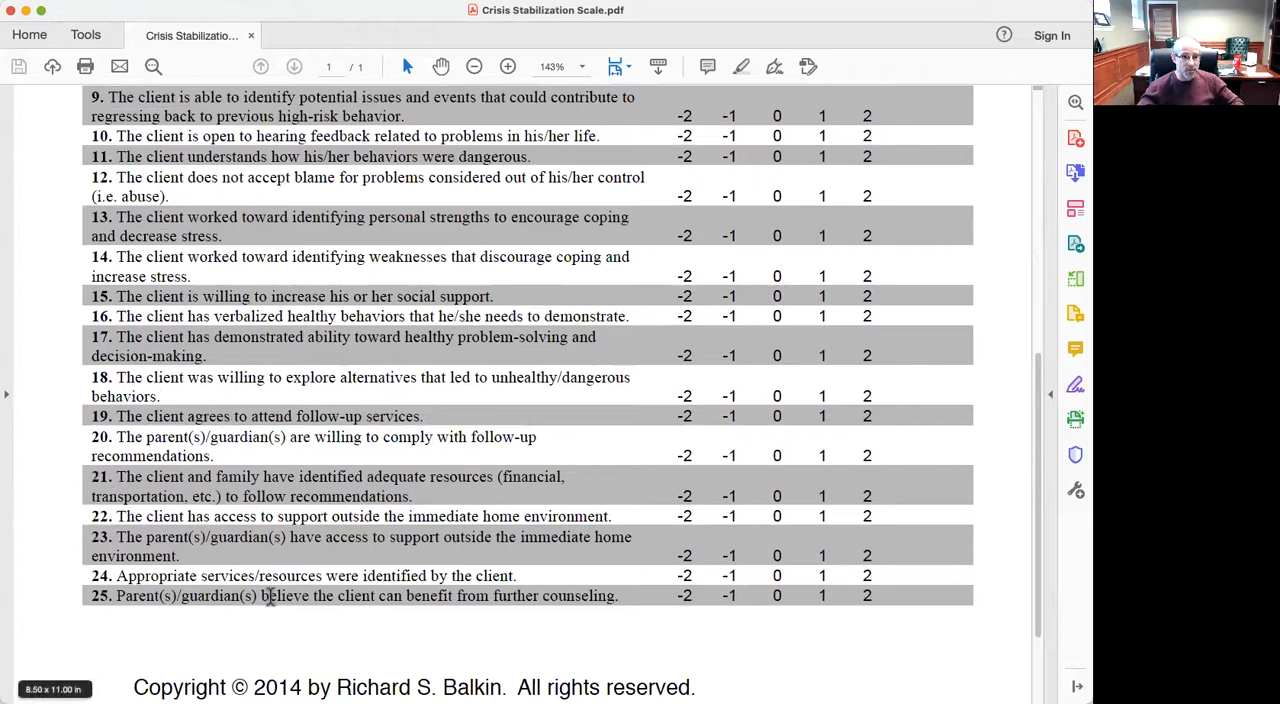 Crisis Stabilization Scale.pdf
Home Tools Crisis Stabilizatio... × Sign In
1 / 1 143%
9. The client is able to identify potential issues and events that could contribute to
regressing back to previous high-risk behavior. -2 -1 0 1 2
10. The client is open to hearing feedback related to problems in his/her life. -2 -1 0 1 2
11. The client understands how his/her behaviors were dangerous. -2 -1 0 1 2
12. The client does not accept blame for problems considered out of his/her control
(i.e. abuse). -2 -1 0 1 2
13. The client worked toward identifying personal strengths to encourage coping
and decrease stress. -2 -1 0 1 2
14. The client worked toward identifying weaknesses that discourage coping and
increase stress. -2 -1 0 1 2
15. The client is willing to increase his or her social support. -2 -1 0 1 2
16. The client has verbalized healthy behaviors that he/she needs to demonstrate. -2 -1 0 1 2
17. The client has demonstrated ability toward healthy problem-solving and
decision-making. -2 -1 0 1 2
18. The client was willing to explore alternatives that led to unhealthy/dangerous
behaviors. -2 -1 0 1 2
19. The client agrees to attend follow-up services. -2 -1 0 1 2
20. The parent(s)/guardian(s) are willing to comply with follow-up
recommendations. -2 -1 0 1 2
21. The client and family have identified adequate resources (financial,
transportation, etc.) to follow recommendations. -2 -1 0 1 2
22. The client has access to support outside the immediate home environment. -2 -1 0 1 2
23. The parent(s)/guardian(s) have access to support outside the immediate home
environment. -2 -1 0 1 2
24. Appropriate services/resources were identified by the client. -2 -1 0 1 2
25. Parent(s)/guardian(s) believe the client can benefit from further counseling. -2 -1 0 1 2
8.50 x 11.00 in
Copyright © 2014 by Richard S. Balkin. All rights reserved.